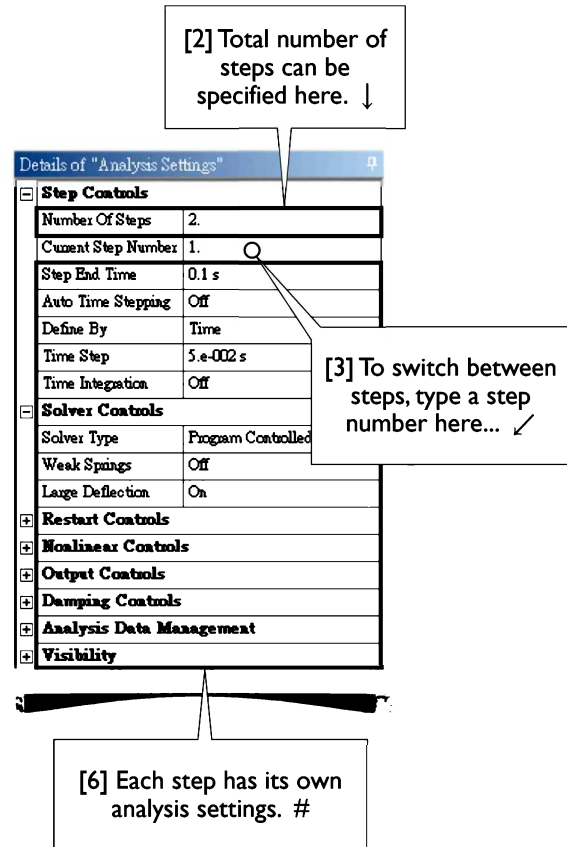 [2] Total number of
steps can be
specified here. ↓
Details of "Analysis Settings"
Step Controls
Number Of Steps 2.
Current Step Number 1.
Step End Time 0.1 s
Auto Time Stepping Off
Define By Time
Time Step 5.e-002 s
Time Integration Off
[3] To switch between
steps, type a step
number here... ↙
Solver Controls
Solver Type Program Controlled
Weak Springs Off
Large Deflection On
Restart Controls
Nonlinear Controls
Output Controls
Damping Controls
Analysis Data Management
Visibility
[6] Each step has its own
analysis settings. #